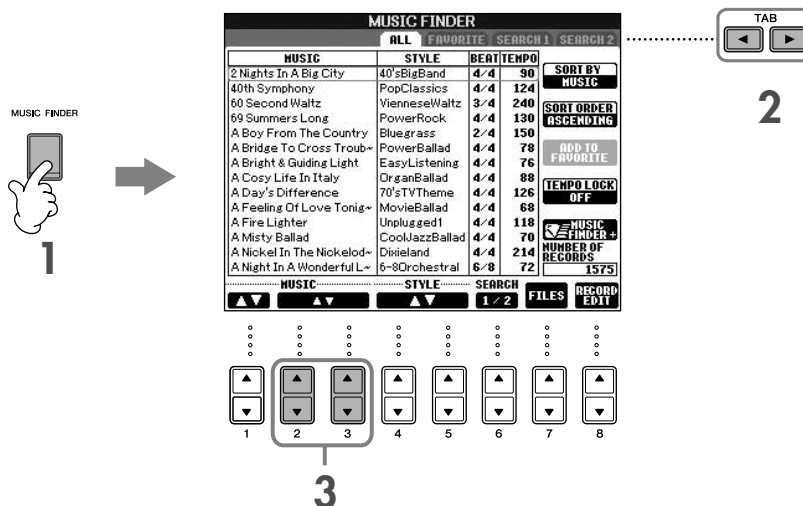 MUSIC FINDER
ALL FAVORITE SEARCH 1 SEARCH 2
MUSIC STYLE BEAT TEMPO
2 Nights In A Big City 40'sBigBand 4/4 90
40th Symphony PopClassics 4/4 124
60 Second Waltz VienneseWaltz 3/4 240
69 Summers Long PowerRock 4/4 130
A Boy From The Country Bluegrass 2/4 150
A Bridge To Cross Troub~ PowerBallad 4/4 78
A Bright & Guiding Light EasyListening 4/4 76
A Cosy Life In Italy OrganBallad 4/4 88
A Day's Difference 70'sTVTheme 4/4 126
A Feeling Of Love Tonig~ MovieBallad 4/4 68
A Fire Lighter Unplugged1 4/4 118
A Misty Ballad CoolJazzBallad 4/4 70
A Nickel In The Nickelod~ Dixieland 4/4 214
A Night In A Wonderful L~ 6-8Orchestral 6/8 72
SORT BY
MUSIC
SORT ORDER
ASCENDING
ADD TO
FAVORITE
TEMPO LOCK
OFF
MUSIC
FINDER +
NUMBER OF
RECORDS
1575
MUSIC STYLE SEARCH
1/2 FILES RECORD
EDIT
TAB
2
MUSIC FINDER
1
1 2 3 4 5 6 7 8
3